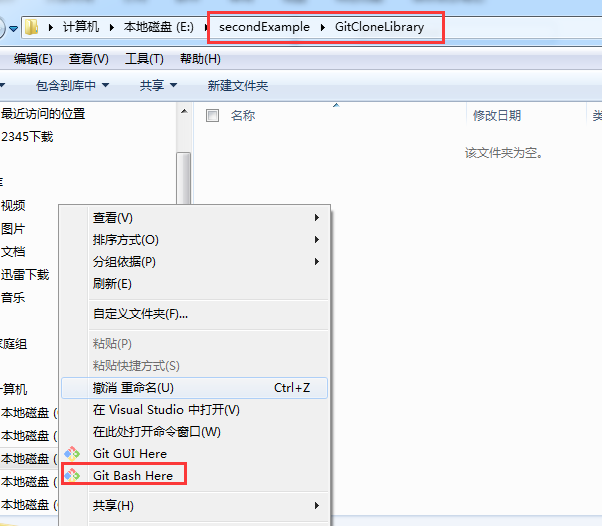 计算机 本地磁盘 (E:) secondExample GitCloneLibrary
编辑(E) 查看(V) 工具(T) 帮助(H)
包含到库中 共享 新建文件夹
最近访问的位置
2345下载
视频
图片
文档
迅雷下载
音乐
家庭组
计算机
本地磁盘 (
本地磁盘 (
本地磁盘 (
本地磁盘 (
本地磁盘 (
名称 修改日期 类
该文件夹为空。
查看(V)
排序方式(O)
分组依据(P)
刷新(E)
自定义文件夹(F)...
粘贴(P)
粘贴快捷方式(S)
撤消 重命名(U) Ctrl+Z
在 Visual Studio 中打开(V)
在此处打开命令窗口(W)
Git GUI Here
Git Bash Here
共享(H)